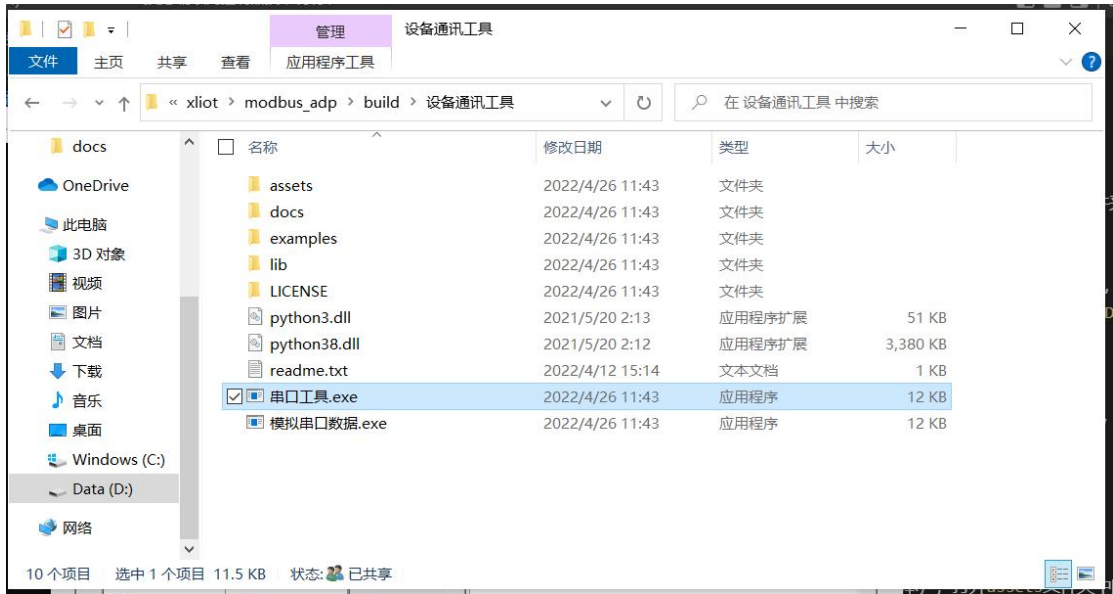 管理
设备通讯工具
文件
主页
共享
查看
应用程序工具
« xliot > modbus_adp > build > 设备通讯工具
在 设备通讯工具 中搜索
docs
OneDrive
此电脑
3D 对象
视频
图片
文档
下载
音乐
桌面
Windows (C:)
Data (D:)
网络
名称 修改日期 类型 大小
assets 2022/4/26 11:43 文件夹
docs 2022/4/26 11:43 文件夹
examples 2022/4/26 11:43 文件夹
lib 2022/4/26 11:43 文件夹
LICENSE 2022/4/26 11:43 文件夹
python3.dll 2021/5/20 2:13 应用程序扩展 51 KB
python38.dll 2021/5/20 2:12 应用程序扩展 3,380 KB
readme.txt 2022/4/12 15:14 文本文档 1 KB
串口工具.exe 2022/4/26 11:43 应用程序 12 KB
模拟串口数据.exe 2022/4/26 11:43 应用程序 12 KB
10 个项目 选中 1 个项目 11.5 KB 状态: 已共享